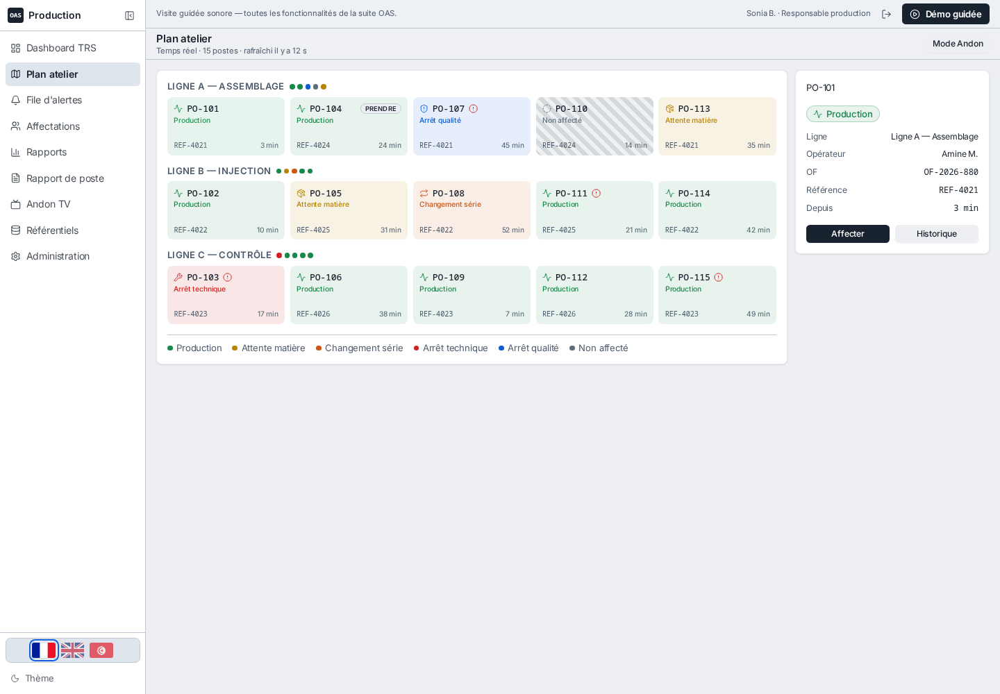 OAS Production
Dashboard TRS
Plan atelier
File d'alertes
Affectations
Rapports
Rapport de poste
Andon TV
Référentiels
Administration
Thème
Visite guidée sonore — toutes les fonctionnalités de la suite OAS.
Sonia B. · Responsable production
Démo guidée
Plan atelier
Temps réel · 15 postes · rafraîchi il y a 12 s
Mode Andon
LIGNE A — ASSEMBLAGE
PO-101
Production
REF-4021 3 min
PO-104 PRENDRE
Production
REF-4024 24 min
PO-107
Arrêt qualité
REF-4021 45 min
PO-110
Non affecté
REF-4024 14 min
PO-113
Attente matière
REF-4021 35 min
LIGNE B — INJECTION
PO-102
Production
REF-4022 10 min
PO-105
Attente matière
REF-4025 31 min
PO-108
Changement série
REF-4022 52 min
PO-111
Production
REF-4025 21 min
PO-114
Production
REF-4022 42 min
LIGNE C — CONTRÔLE
PO-103
Arrêt technique
REF-4023 17 min
PO-106
Production
REF-4026 38 min
PO-109
Production
REF-4023 7 min
PO-112
Production
REF-4026 28 min
PO-115
Production
REF-4023 49 min
Production Attente matière Changement série Arrêt technique Arrêt qualité Non affecté
PO-101
Production
Ligne Ligne A — Assemblage
Opérateur Amine M.
OF OF-2026-880
Référence REF-4021
Depuis 3 min
Affecter Historique